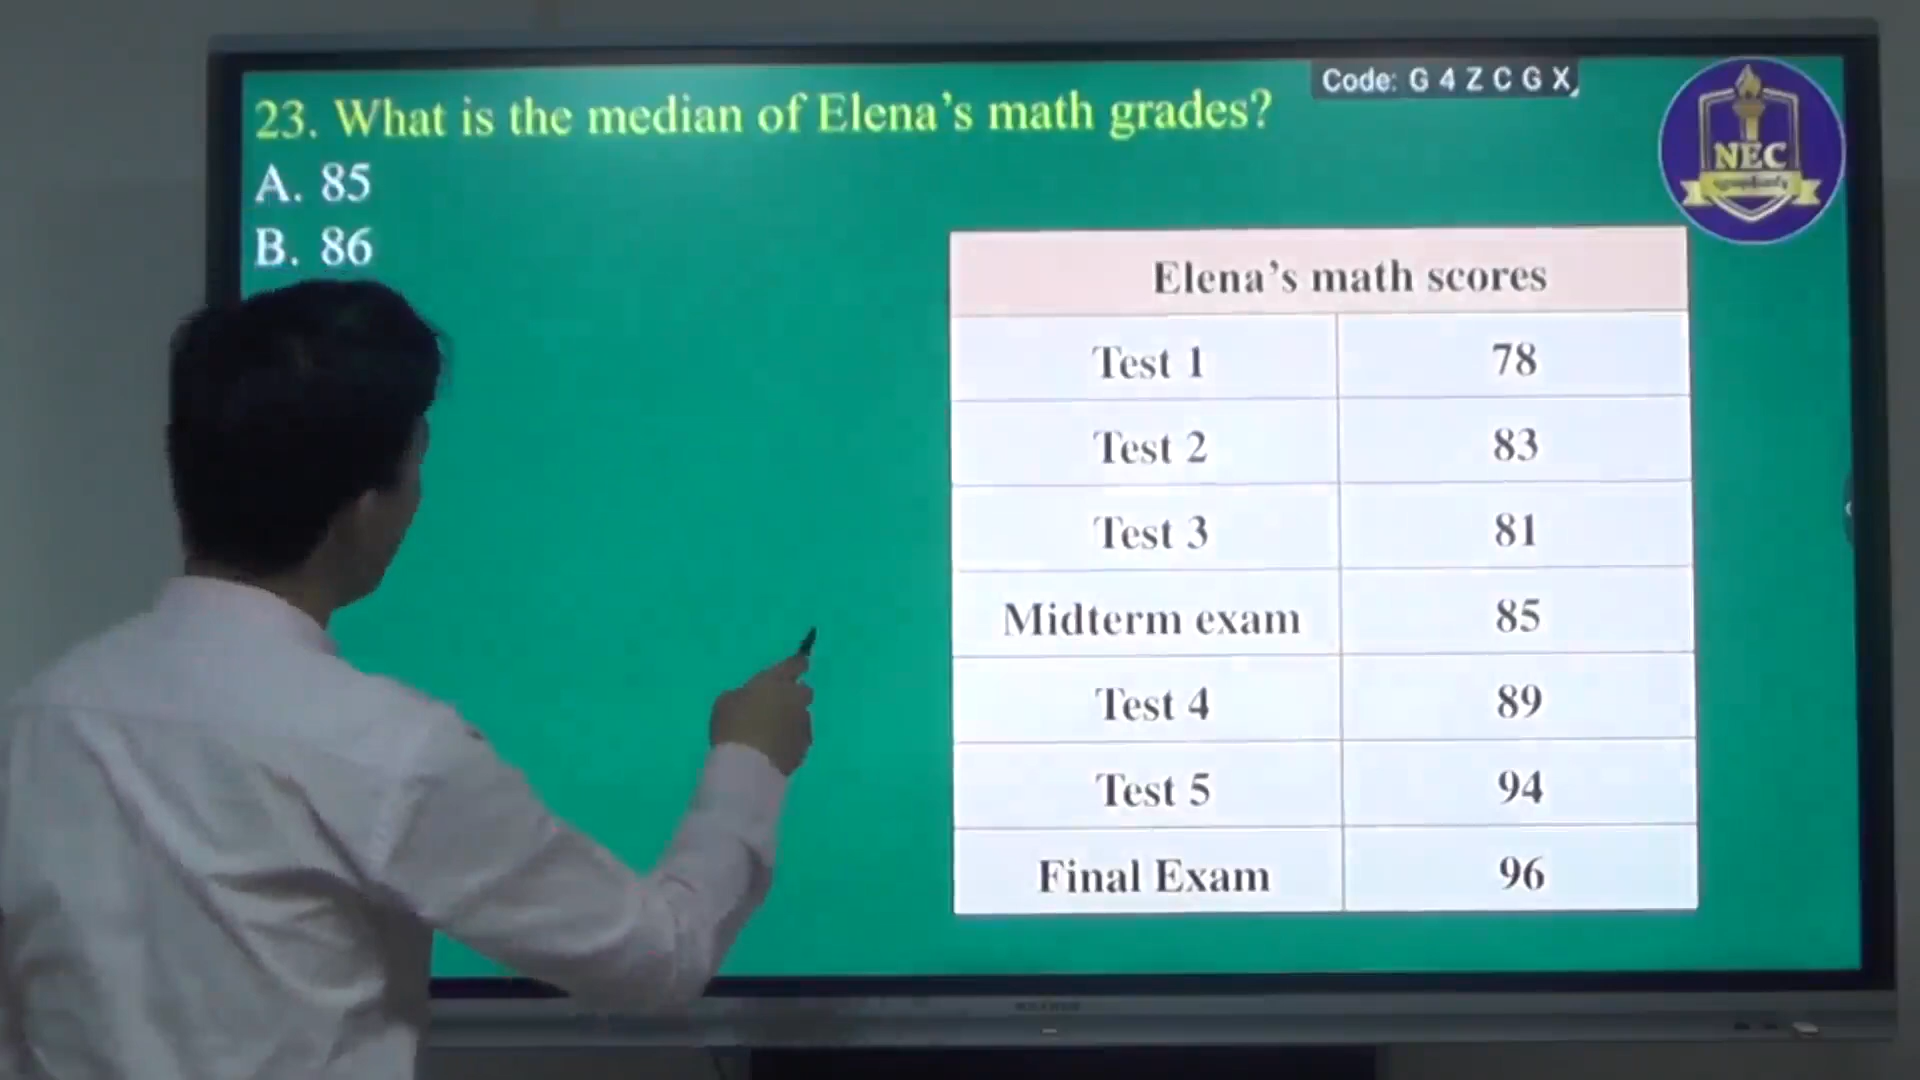 Code: G 4 Z C G X
23. What is the median of Elena’s math grades?
A. 85
B. 86
NEC
Elena’s math scores
Test 1 78
Test 2 83
Test 3 81
Midterm exam 85
Test 4 89
Test 5 94
Final Exam 96